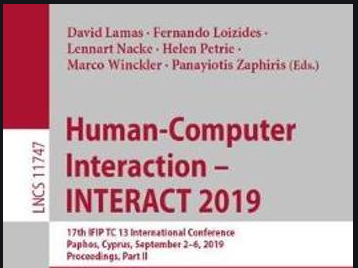 David Lamas · Fernando Loizides ·
Lennart Nacke · Helen Petrie ·
Marco Winckler · Panayiotis Zaphiris (Eds.)
LNCS 11747
Human-Computer
Interaction –
INTERACT 2019
17th IFIP TC 13 International Conference
Paphos, Cyprus, September 2–6, 2019
Proceedings, Part II